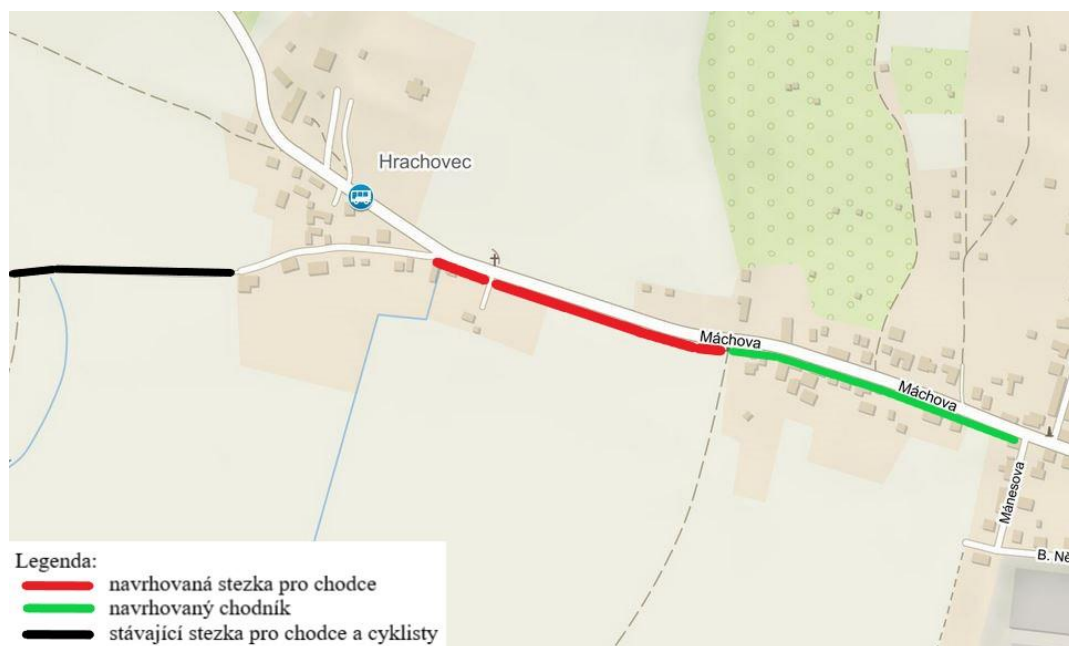 Hrachovec
Máchova
Máchova
Mánesova
B. Ně
Legenda:
navrhovaná stezka pro chodce
navrhovaný chodník
stávající stezka pro chodce a cyklisty